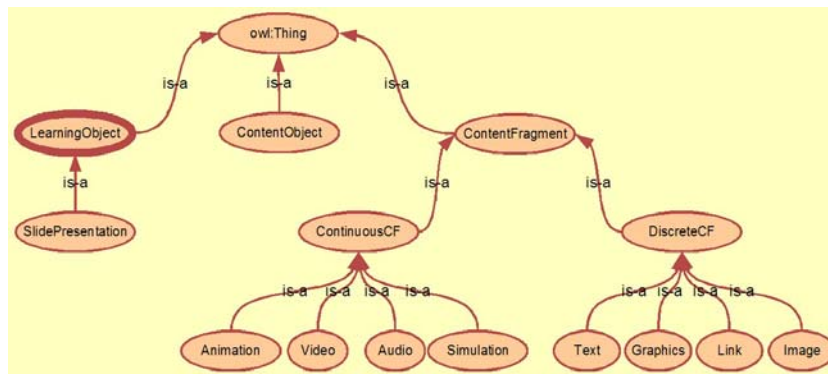 owl:Thing
is-a
is-a
is-a
LearningObject
ContentObject
ContentFragment
is-a
is-a
is-a
SlidePresentation
ContinuousCF
DiscreteCF
is-a
is-a
is-a
is-a
is-a
is-a
is-a
is-a
Animation
Video
Audio
Simulation
Text
Graphics
Link
Image